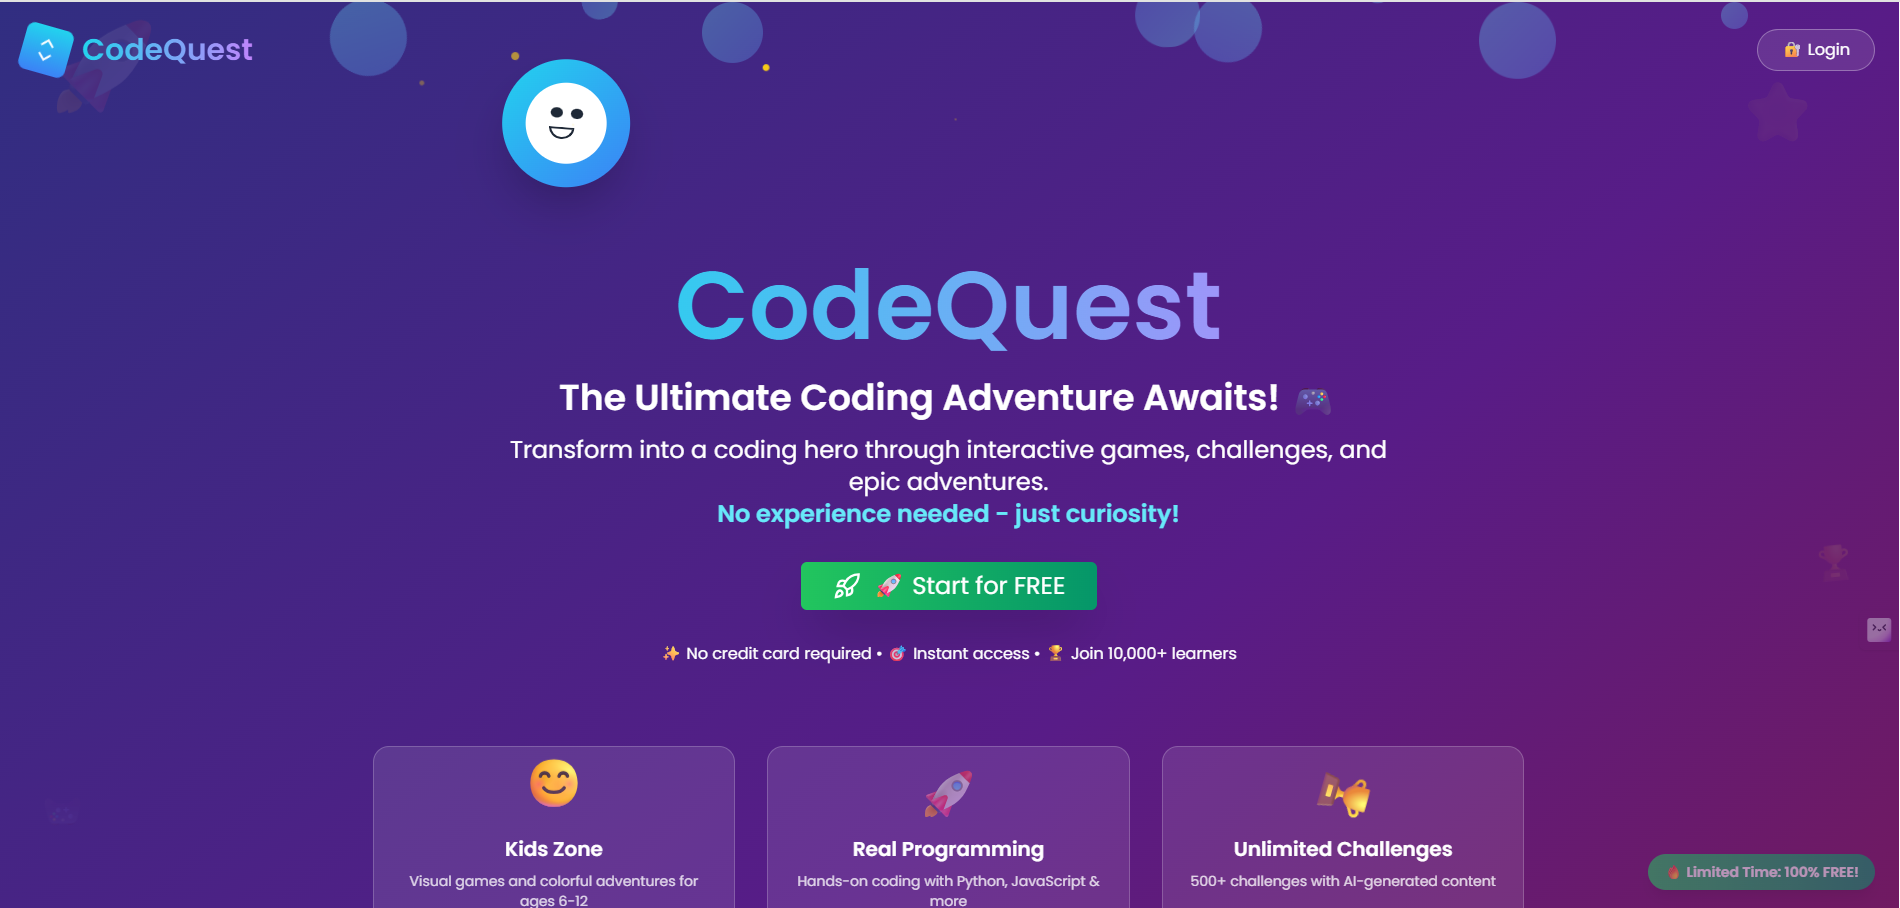 CodeQuest
🔐 Login
CodeQuest
The Ultimate Coding Adventure Awaits! 🎮
Transform into a coding hero through interactive games, challenges, and
epic adventures.
No experience needed - just curiosity!
🚀 Start for FREE
✨ No credit card required • 🎯 Instant access • 🏆 Join 10,000+ learners
Kids Zone
Visual games and colorful adventures for
ages 6-12
Real Programming
Hands-on coding with Python, JavaScript &
more
Unlimited Challenges
500+ challenges with AI-generated content
🔥 Limited Time: 100% FREE!